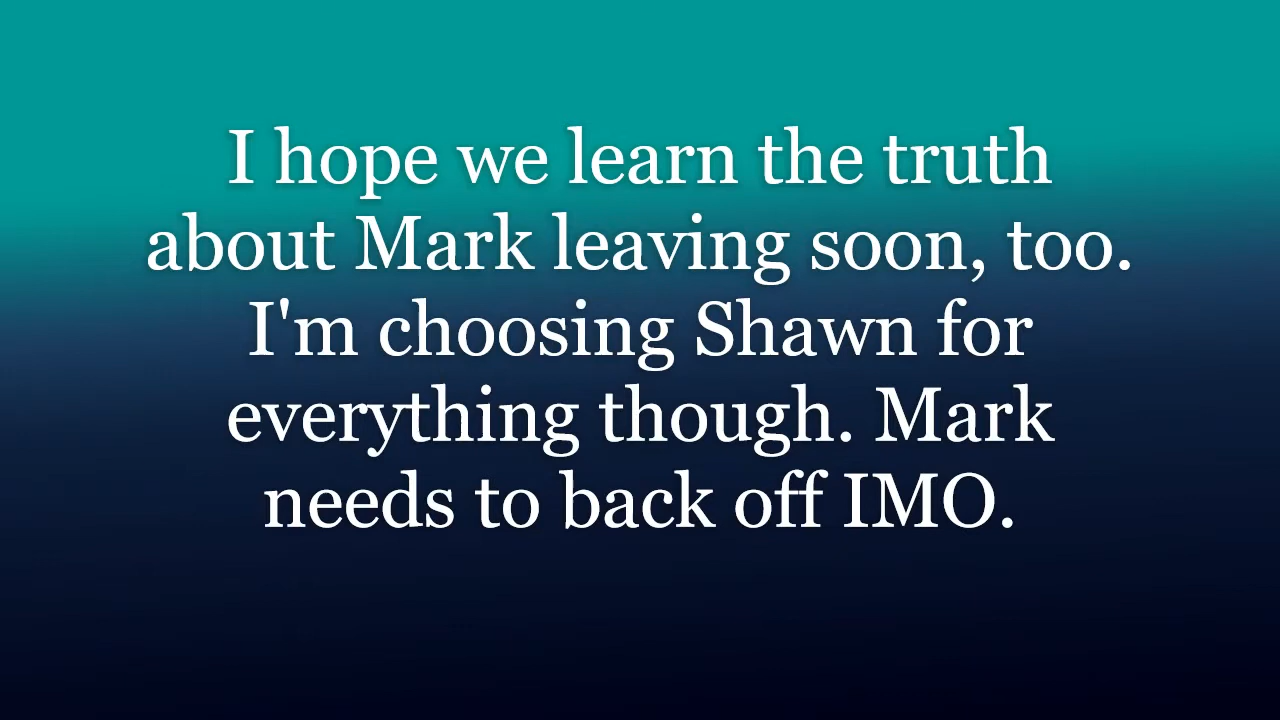 I hope we learn the truth
about Mark leaving soon, too.
I'm choosing Shawn for
everything though. Mark
needs to back off IMO.